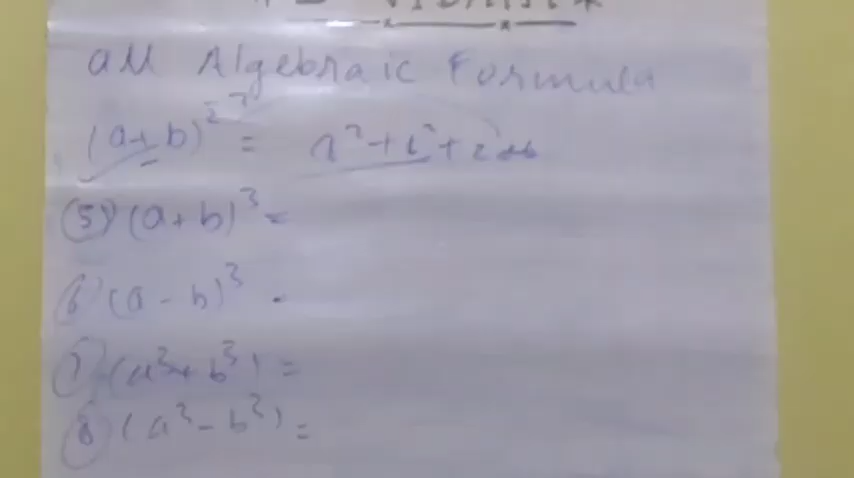 all Algebraic Formula
(a+b)² = a²+b²+2ab
(5) (a+b)³ =
6 (a-b)³ -
(7) (a³+b³) =
(8) (a³-b³) =